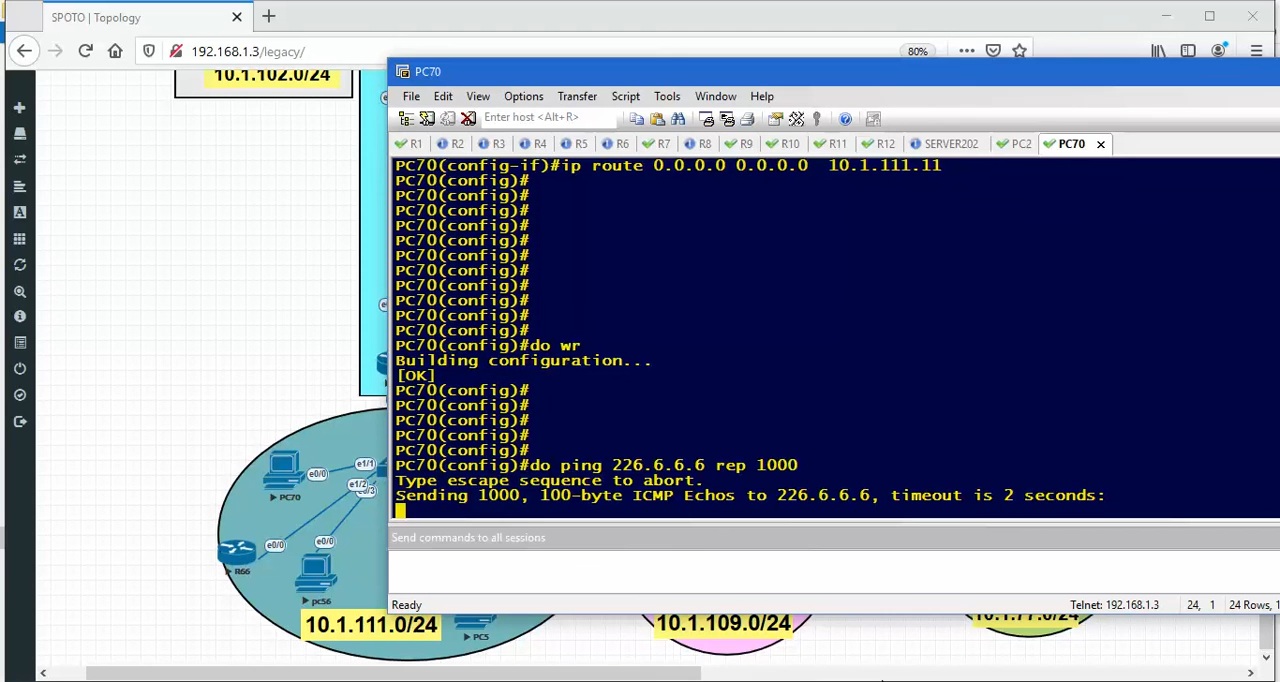 SPOTO | Topology
192.168.1.3/legacy/
80%
10.1.102.0/24
PC70
File Edit View Options Transfer Script Tools Window Help
Enter host <Alt+R>
R1 R2 R3 R4 R5 R6 R7 R8 R9 R10 R11 R12 SERVER202 PC2 PC70
PC70(config-if)#ip route 0.0.0.0 0.0.0.0  10.1.111.11
PC70(config)#
PC70(config)#
PC70(config)#
PC70(config)#
PC70(config)#
PC70(config)#
PC70(config)#
PC70(config)#
PC70(config)#
PC70(config)#
PC70(config)#
PC70(config)#do wr
Building configuration...
[OK]
PC70(config)#
PC70(config)#
PC70(config)#
PC70(config)#
PC70(config)#
PC70(config)#do ping 226.6.6.6 rep 1000
Type escape sequence to abort.
Sending 1000, 100-byte ICMP Echos to 226.6.6.6, timeout is 2 seconds:
Send commands to all sessions
Ready
Telnet: 192.168.1.3
24, 1
24 Rows, 1
e1/1
e0/0
PC70
e1/2
e0/0
e0/0
R66
pc56
10.1.111.0/24
PC5
10.1.109.0/24
10.1.77.0/24